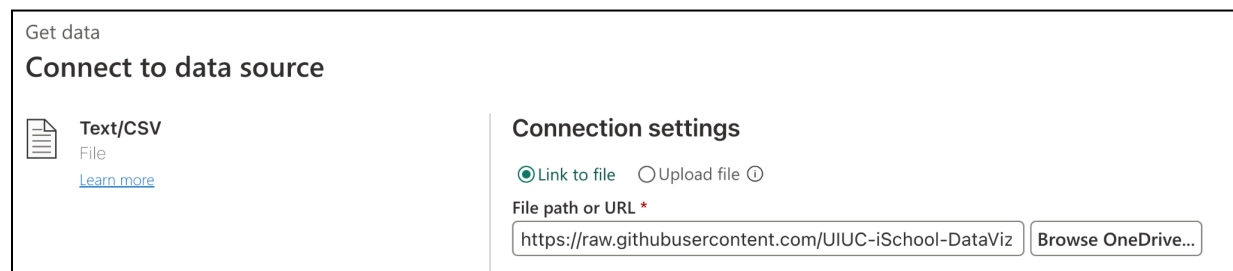 Get data
Connect to data source
Text/CSV
File
Learn more
Connection settings
Link to file Upload file
File path or URL *
https://raw.githubusercontent.com/UIUC-iSchool-DataViz Browse OneDrive...